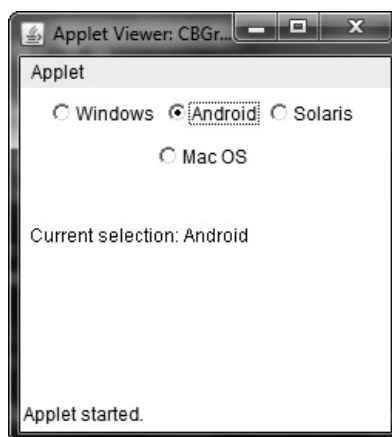 Applet Viewer: CBGr...
Applet
Windows Android Solaris
Mac OS
Current selection: Android
Applet started.